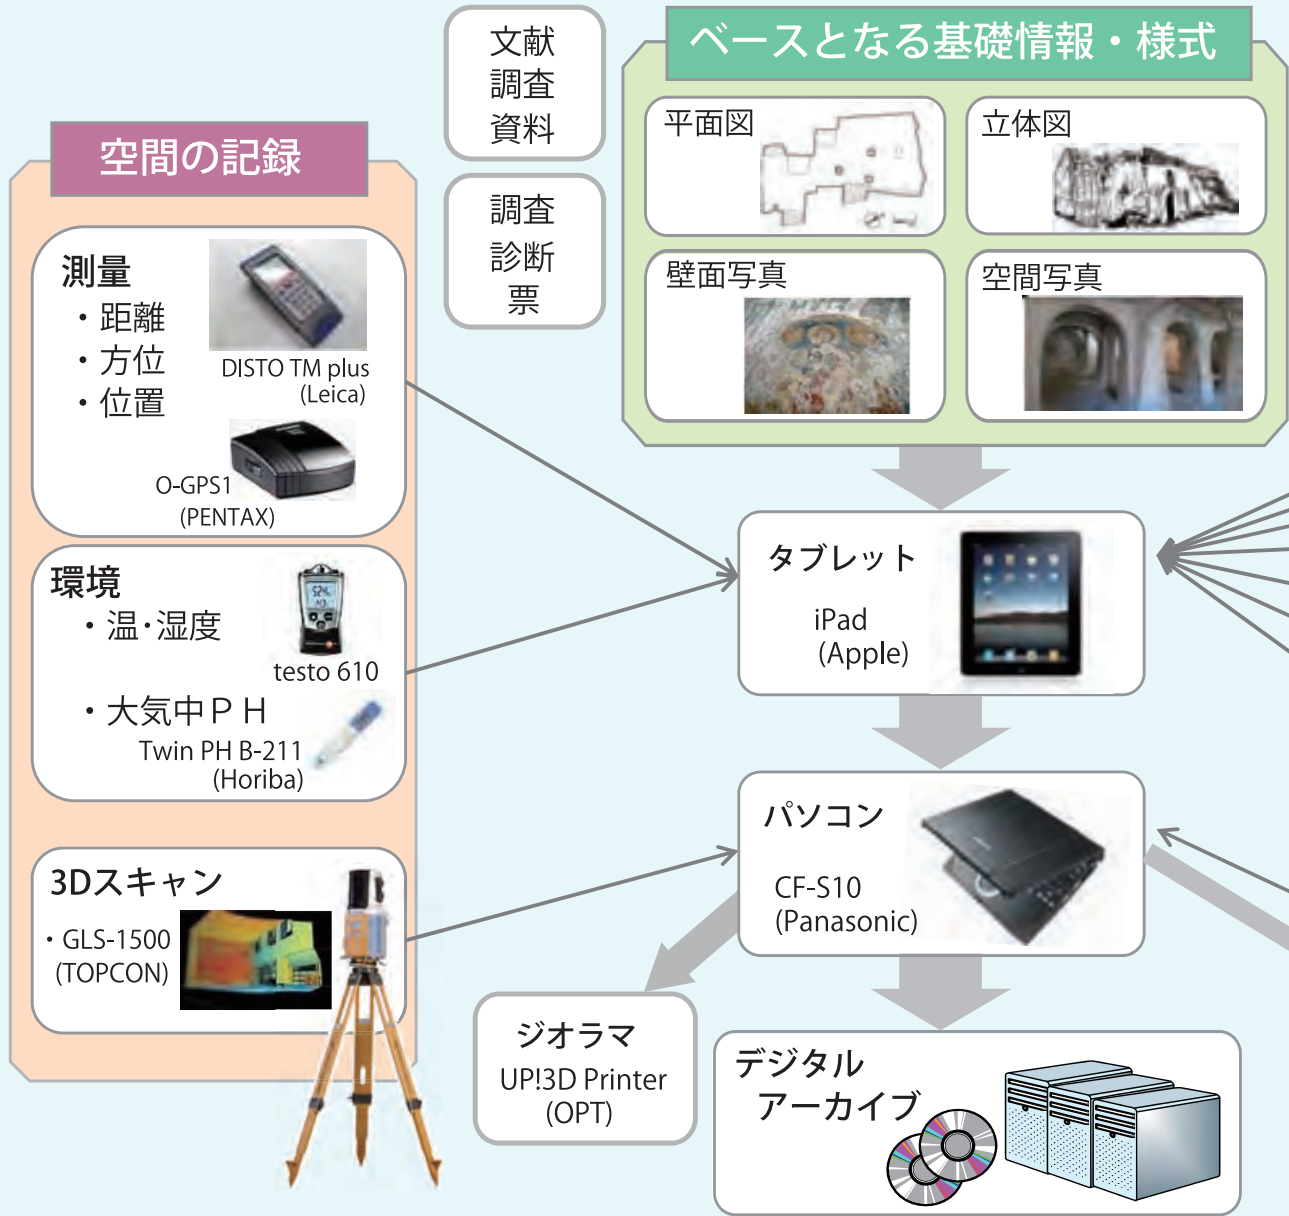 文献
調査
資料
調査
診断
票
ベースとなる基礎情報・様式
平面図
立体図
壁面写真
空間写真
空間の記録
測量
・距離
・方位
・位置
DISTO TM plus
(Leica)
O-GPS1
(PENTAX)
環境
・温・湿度
testo 610
・大気中ＰＨ
Twin PH B-211
(Horiba)
3Dスキャン
・GLS-1500
(TOPCON)
タブレット
iPad
(Apple)
パソコン
CF-S10
(Panasonic)
ジオラマ
UP!3D Printer
(OPT)
デジタル
アーカイブ